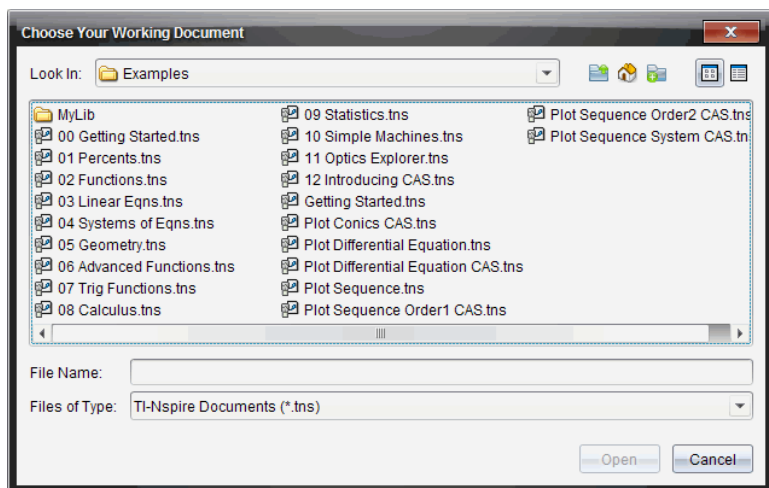 Choose Your Working Document
Look In: Examples
MyLib
00 Getting Started.tns
01 Percents.tns
02 Functions.tns
03 Linear Eqns.tns
04 Systems of Eqns.tns
05 Geometry.tns
06 Advanced Functions.tns
07 Trig Functions.tns
08 Calculus.tns
09 Statistics.tns
10 Simple Machines.tns
11 Optics Explorer.tns
12 Introducing CAS.tns
Getting Started.tns
Plot Conics CAS.tns
Plot Differential Equation.tns
Plot Differential Equation CAS.tns
Plot Sequence.tns
Plot Sequence Order1 CAS.tns
Plot Sequence Order2 CAS.tns
Plot Sequence System CAS.tn
File Name:
Files of Type: TI-Nspire Documents (*.tns)
Open Cancel